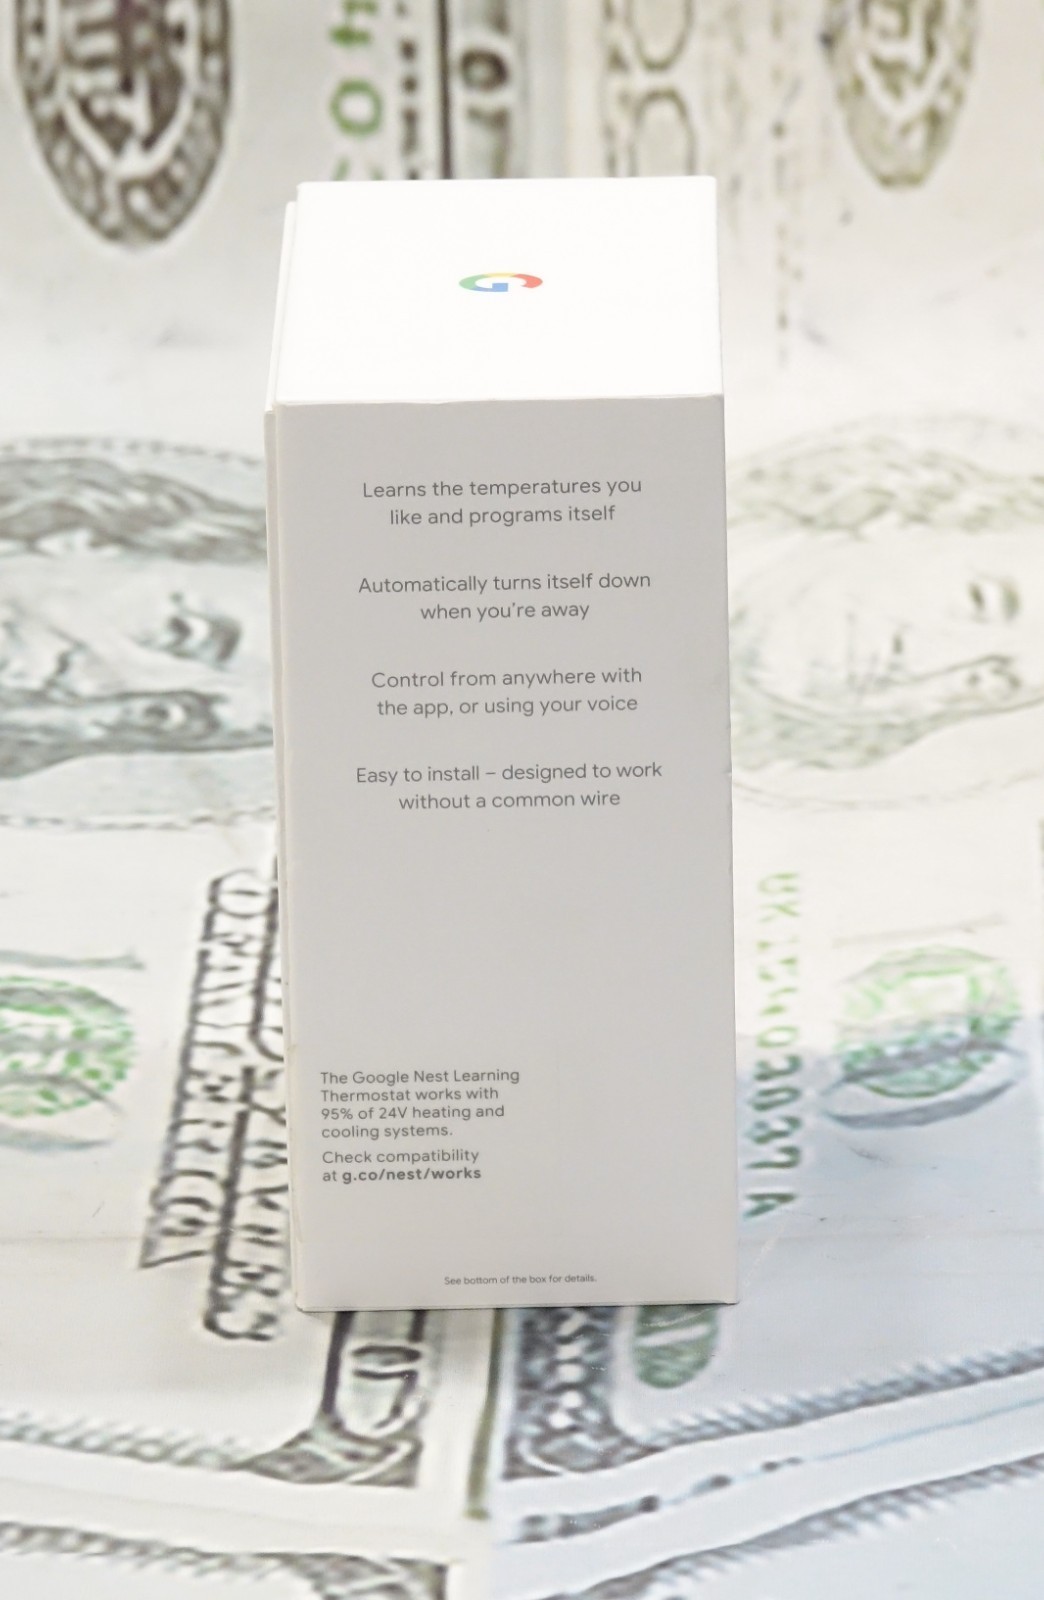 G
Learns the temperatures you
like and programs itself
Automatically turns itself down
when you're away
Control from anywhere with
the app, or using your voice
Easy to install – designed to work
without a common wire
The Google Nest Learning
Thermostat works with
95% of 24V heating and
cooling systems.
Check compatibility
at g.co/nest/works
See bottom of the box for details.